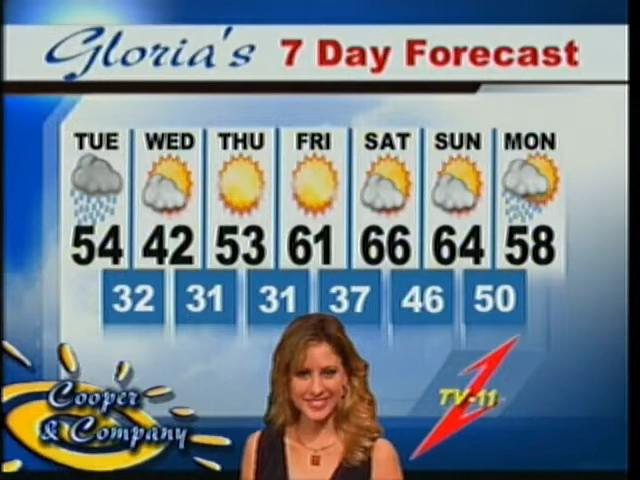 Gloria's 7 Day Forecast
TUE WED THU FRI SAT SUN MON
54 42 53 61 66 64 58
32 31 31 37 46 50
Cooper
& Company
TV-11